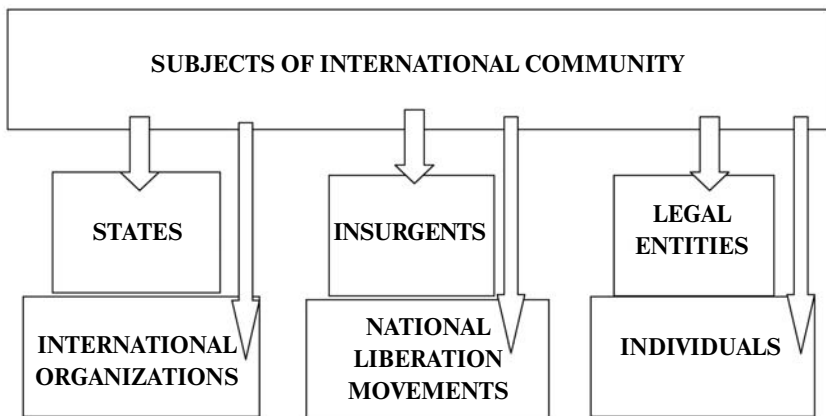 SUBJECTS OF INTERNATIONAL COMMUNITY
STATES
INSURGENTS
LEGAL
ENTITIES
INTERNATIONAL
ORGANIZATIONS
NATIONAL
LIBERATION
MOVEMENTS
INDIVIDUALS